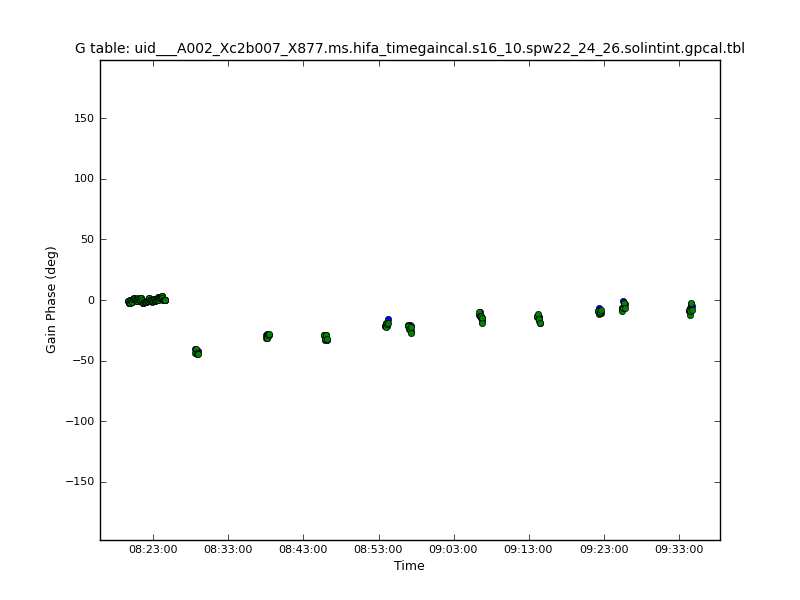 G table: uid___A002_Xc2b007_X877.ms.hifa_timegaincal.s16_10.spw22_24_26.solintint.gpcal.tbl
150
100
50
0
−50
−100
−150
Gain Phase (deg)
08:23:00 08:33:00 08:43:00 08:53:00 09:03:00 09:13:00 09:23:00 09:33:00
Time